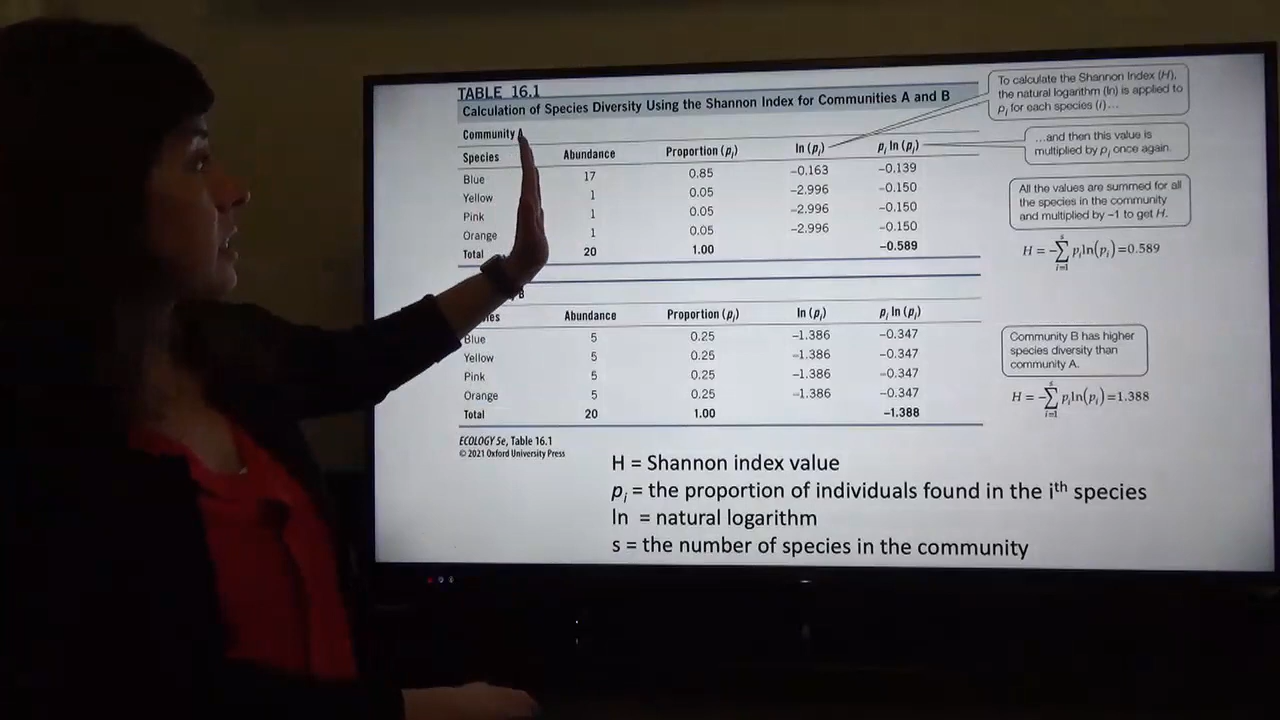 TABLE 16.1
Calculation of Species Diversity Using the Shannon Index for Communities A and B
Community A
Species Abundance Proportion (pi) ln (pi) pi ln (pi)
Blue 17 0.85 –0.163 –0.139
Yellow 1 0.05 –2.996 –0.150
Pink 1 0.05 –2.996 –0.150
Orange 1 0.05 –2.996 –0.150
Total 20 1.00 –0.589
B
Abundance Proportion (pi) ln (pi) pi ln (pi)
Blue 5 0.25 –1.386 –0.347
Yellow 5 0.25 –1.386 –0.347
Pink 5 0.25 –1.386 –0.347
Orange 5 0.25 –1.386 –0.347
Total 20 1.00 –1.388
ECOLOGY 5e, Table 16.1
© 2021 Oxford University Press
To calculate the Shannon Index (H),
the natural logarithm (ln) is applied to
pi for each species (i)…
…and then this value is
multiplied by pi once again.
All the values are summed for all
the species in the community
and multiplied by –1 to get H.
H = –∑ pi ln(pi) = 0.589
s
i=1
Community B has higher
species diversity than
community A.
H = –∑ pi ln(pi) = 1.388
s
i=1
H = Shannon index value
pi = the proportion of individuals found in the ith species
ln = natural logarithm
s = the number of species in the community